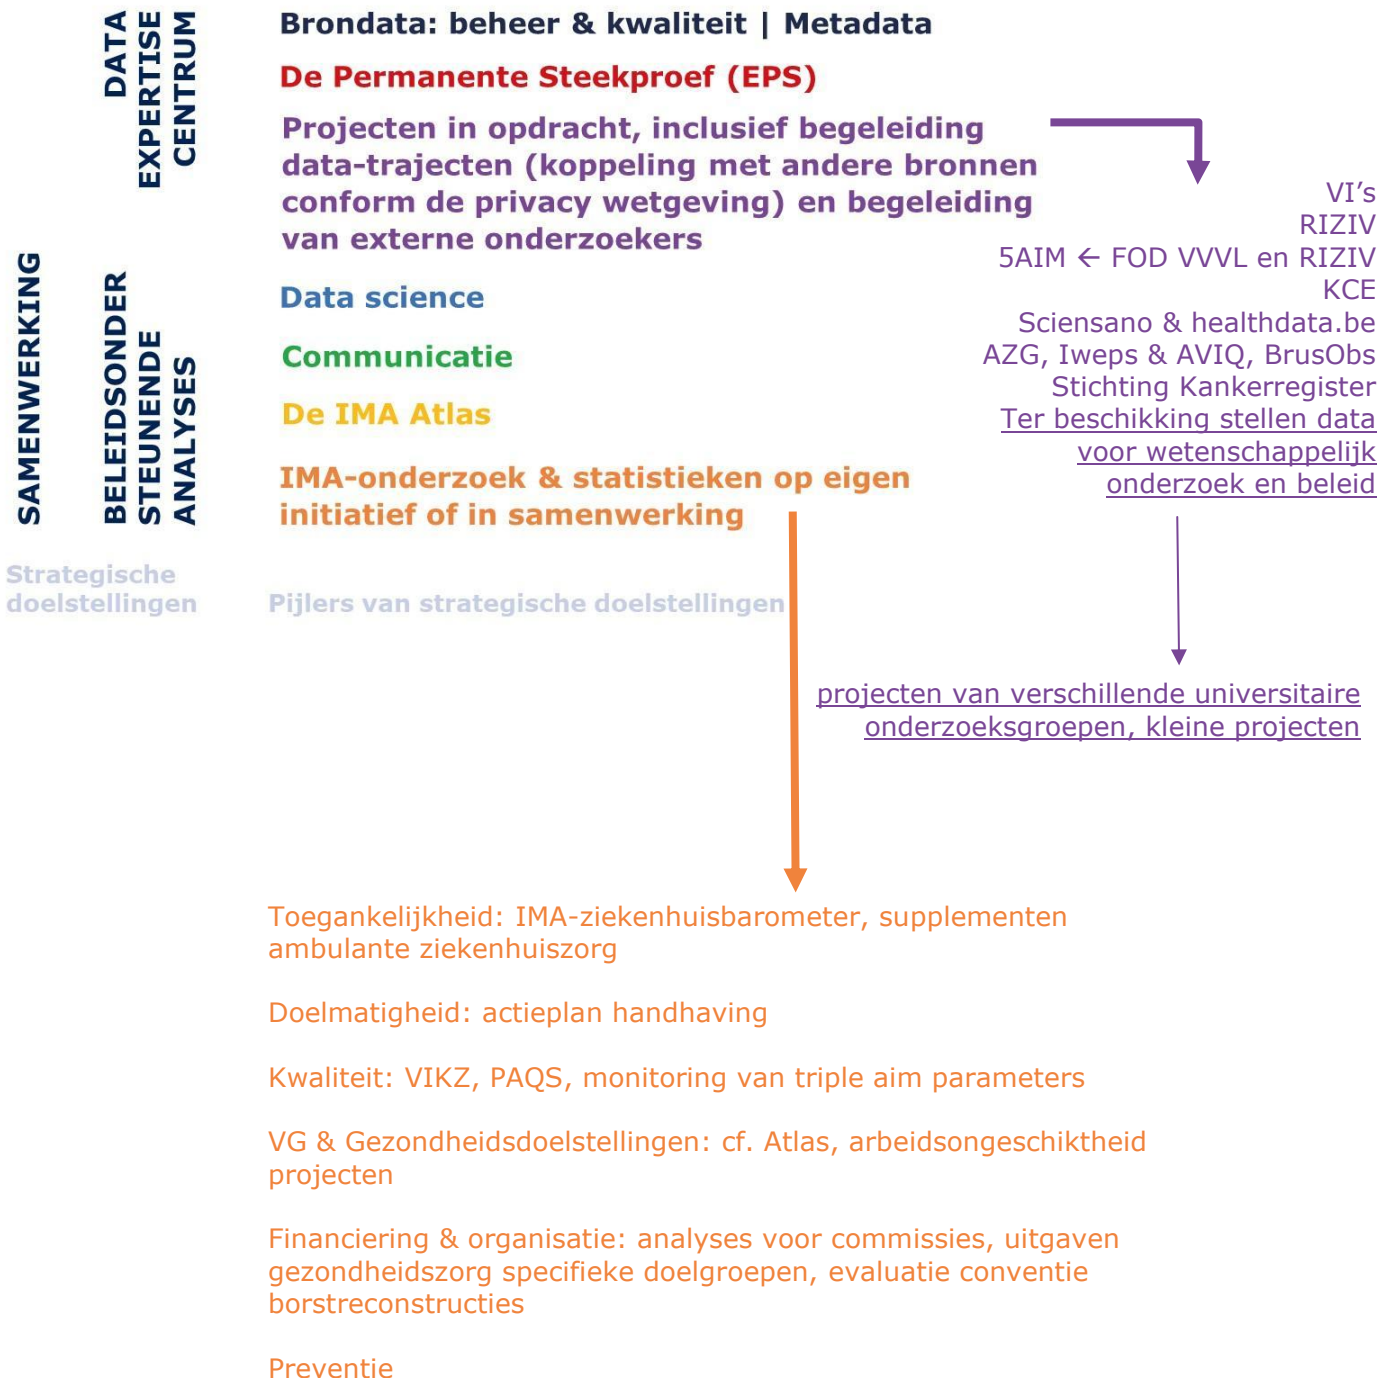 DATA
EXPERTISE
CENTRUM
Brondata: beheer & kwaliteit | Metadata
De Permanente Steekproef (EPS)
Projecten in opdracht, inclusief begeleiding
data-trajecten (koppeling met andere bronnen
conform de privacy wetgeving) en begeleiding
van externe onderzoekers
SAMENWERKING
BELEIDSONDER
STEUNENDE
ANALYSES
Data science
Communicatie
De IMA Atlas
IMA-onderzoek & statistieken op eigen
initiatief of in samenwerking
Strategische
doelstellingen
Pijlers van strategische doelstellingen
VI’s
RIZIV
5AIM ← FOD VVVL en RIZIV
KCE
Sciensano & healthdata.be
AZG, Iweps & AVIQ, BrusObs
Stichting Kankerregister
Ter beschikking stellen data
voor wetenschappelijk
onderzoek en beleid
projecten van verschillende universitaire
onderzoeksgroepen, kleine projecten
Toegankelijkheid: IMA-ziekenhuisbarometer, supplementen
ambulante ziekenhuiszorg
Doelmatigheid: actieplan handhaving
Kwaliteit: VIKZ, PAQS, monitoring van triple aim parameters
VG & Gezondheidsdoelstellingen: cf. Atlas, arbeidsongeschiktheid
projecten
Financiering & organisatie: analyses voor commissies, uitgaven
gezondheidszorg specifieke doelgroepen, evaluatie conventie
borstreconstructies
Preventie